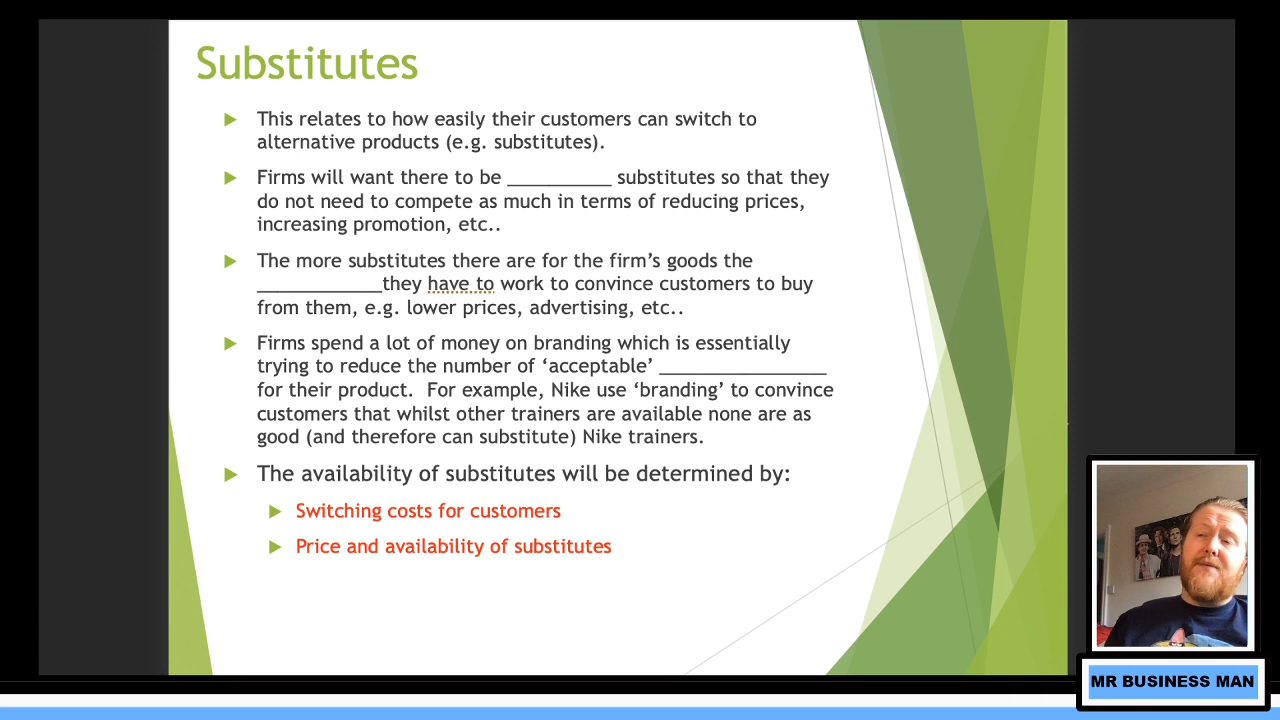 Substitutes
This relates to how easily their customers can switch to
alternative products (e.g. substitutes).
Firms will want there to be __________ substitutes so that they
do not need to compete as much in terms of reducing prices,
increasing promotion, etc..
The more substitutes there are for the firm’s goods the
____________they have to work to convince customers to buy
from them, e.g. lower prices, advertising, etc..
Firms spend a lot of money on branding which is essentially
trying to reduce the number of ‘acceptable’ ________________
for their product.  For example, Nike use ‘branding’ to convince
customers that whilst other trainers are available none are as
good (and therefore can substitute) Nike trainers.
The availability of substitutes will be determined by:
Switching costs for customers
Price and availability of substitutes
MR BUSINESS MAN